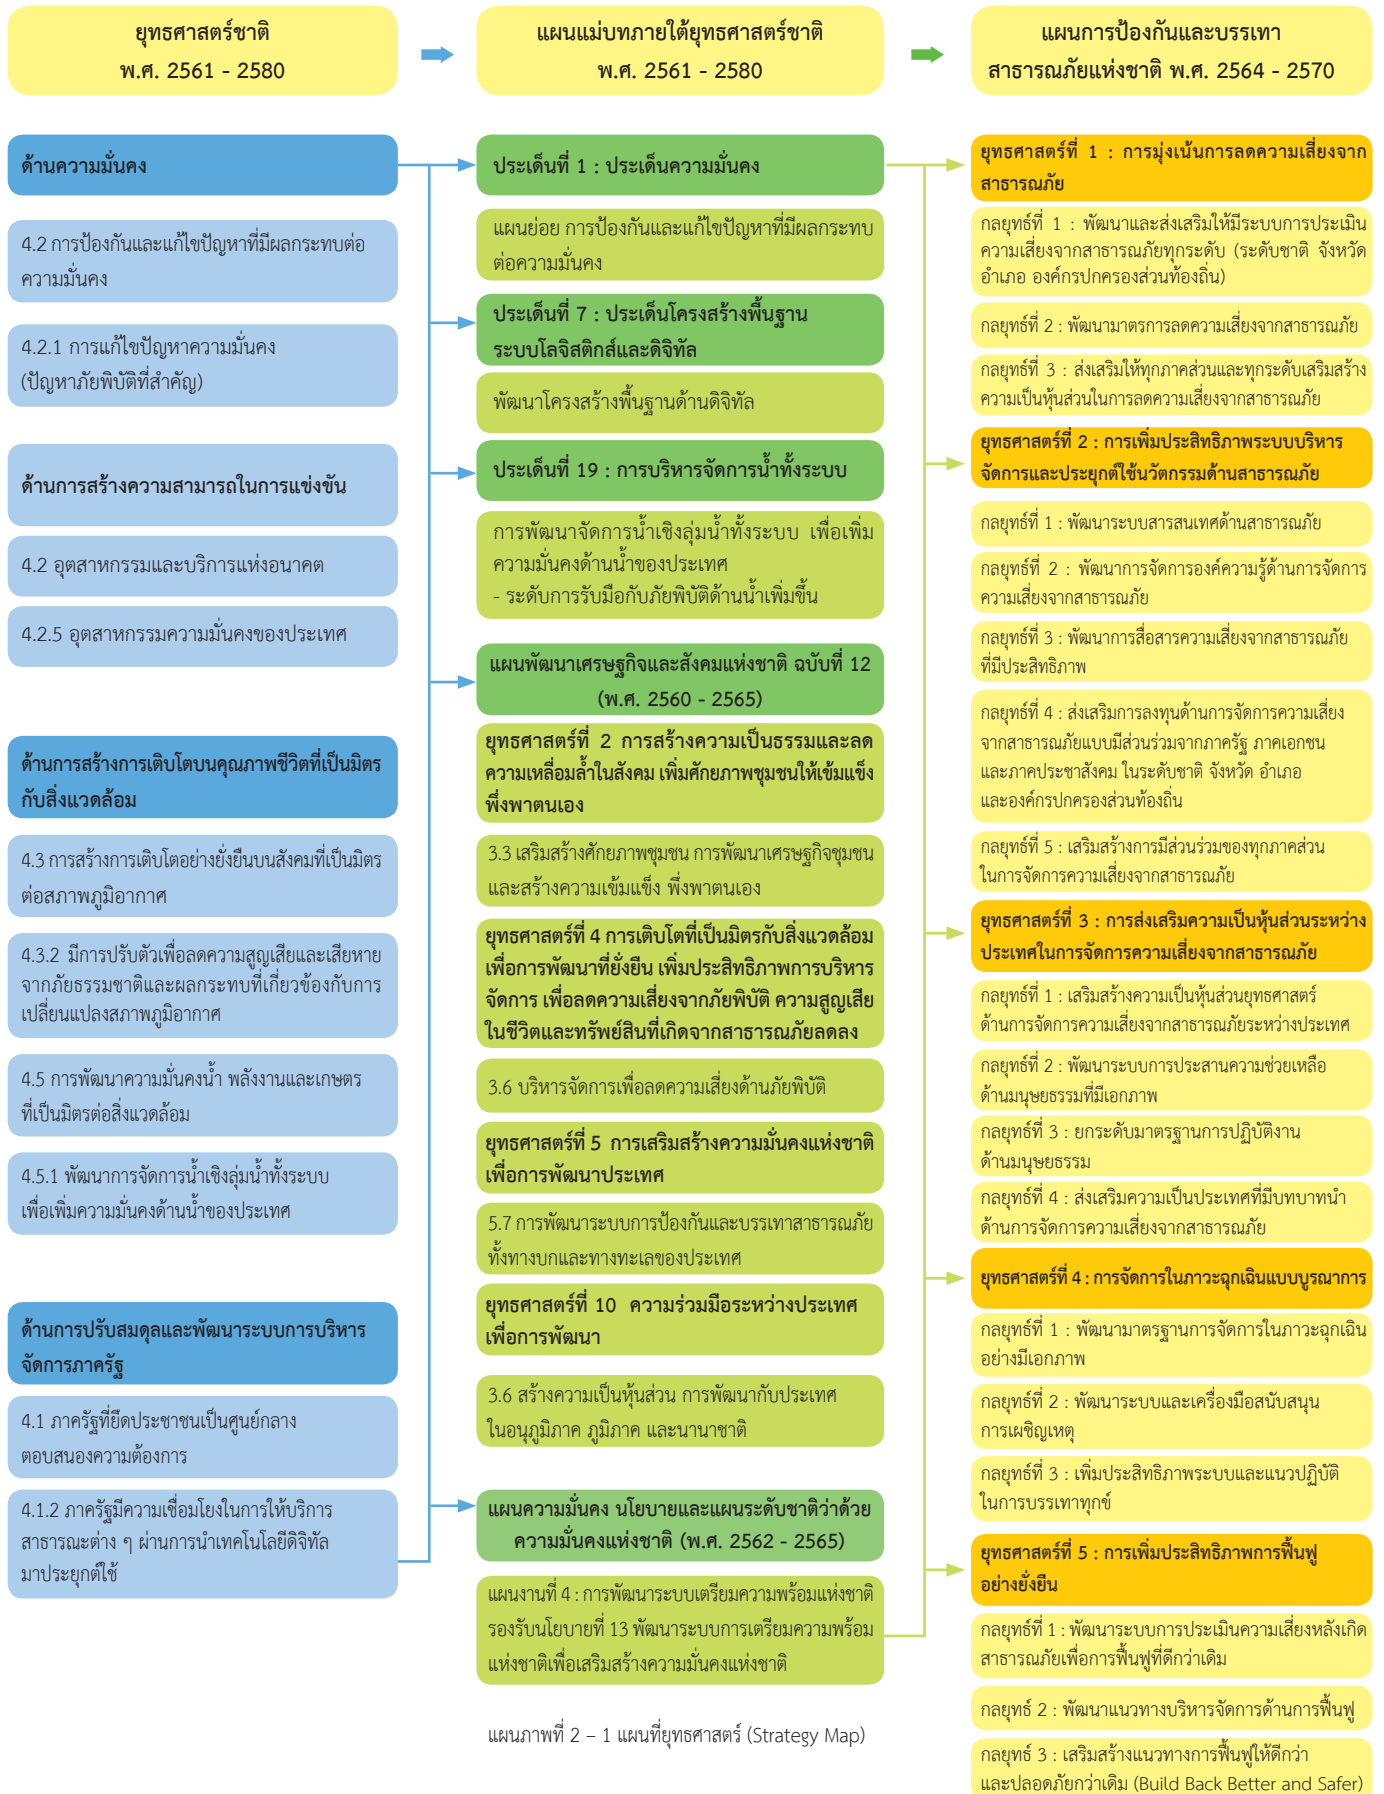 ยุทธศาสตร์ชาติ
พ.ศ. 2561 - 2580
แผนแม่บทภายใต้ยุทธศาสตร์ชาติ
พ.ศ. 2561 - 2580
แผนการป้องกันและบรรเทา
สาธารณภัยแห่งชาติ พ.ศ. 2564 - 2570
ด้านความมั่นคง
4.2 การป้องกันและแก้ไขปัญหาที่มีผลกระทบต่อ
ความมั่นคง
4.2.1 การแก้ไขปัญหาความมั่นคง
(ปัญหาภัยพิบัติที่สำคัญ)
ด้านการสร้างความสามารถในการแข่งขัน
4.2 อุตสาหกรรมและบริการแห่งอนาคต
4.2.5 อุตสาหกรรมความมั่นคงของประเทศ
ด้านการสร้างการเติบโตบนคุณภาพชีวิตที่เป็นมิตร
กับสิ่งแวดล้อม
4.3 การสร้างการเติบโตอย่างยั่งยืนบนสังคมที่เป็นมิตร
ต่อสภาพภูมิอากาศ
4.3.2 มีการปรับตัวเพื่อลดความสูญเสียและเสียหาย
จากภัยธรรมชาติและผลกระทบที่เกี่ยวข้องกับการ
เปลี่ยนแปลงสภาพภูมิอากาศ
4.5 การพัฒนาความมั่นคงน้ำ พลังงานและเกษตร
ที่เป็นมิตรต่อสิ่งแวดล้อม
4.5.1 พัฒนาการจัดการน้ำเชิงลุ่มน้ำทั้งระบบ
เพื่อเพิ่มความมั่นคงด้านน้ำของประเทศ
ด้านการปรับสมดุลและพัฒนาระบบการบริหาร
จัดการภาครัฐ
4.1 ภาครัฐที่ยึดประชาชนเป็นศูนย์กลาง
ตอบสนองความต้องการ
4.1.2 ภาครัฐมีความเชื่อมโยงในการให้บริการ
สาธารณะต่าง ๆ ผ่านการนำเทคโนโลยีดิจิทัล
มาประยุกต์ใช้
ประเด็นที่ 1 : ประเด็นความมั่นคง
แผนย่อย การป้องกันและแก้ไขปัญหาที่มีผลกระทบ
ต่อความมั่นคง
ประเด็นที่ 7 : ประเด็นโครงสร้างพื้นฐาน
ระบบโลจิสติกส์และดิจิทัล
พัฒนาโครงสร้างพื้นฐานด้านดิจิทัล
ประเด็นที่ 19 : การบริหารจัดการน้ำทั้งระบบ
การพัฒนาจัดการน้ำเชิงลุ่มน้ำทั้งระบบ เพื่อเพิ่ม
ความมั่นคงด้านน้ำของประเทศ
- ระดับการรับมือกับภัยพิบัติด้านน้ำเพิ่มขึ้น
แผนพัฒนาเศรษฐกิจและสังคมแห่งชาติ ฉบับที่ 12
(พ.ศ. 2560 - 2565)
ยุทธศาสตร์ที่ 2 การสร้างความเป็นธรรมและลด
ความเหลื่อมล้ำในสังคม เพิ่มศักยภาพชุมชนให้เข้มแข็ง
พึ่งพาตนเอง
3.3 เสริมสร้างศักยภาพชุมชน การพัฒนาเศรษฐกิจชุมชน
และสร้างความเข้มแข็ง พึ่งพาตนเอง
ยุทธศาสตร์ที่ 4 การเติบโตที่เป็นมิตรกับสิ่งแวดล้อม
เพื่อการพัฒนาที่ยั่งยืน เพิ่มประสิทธิภาพการบริหาร
จัดการ เพื่อลดความเสี่ยงจากภัยพิบัติ ความสูญเสีย
ในชีวิตและทรัพย์สินที่เกิดจากสาธารณภัยลดลง
3.6 บริหารจัดการเพื่อลดความเสี่ยงด้านภัยพิบัติ
ยุทธศาสตร์ที่ 5 การเสริมสร้างความมั่นคงแห่งชาติ
เพื่อการพัฒนาประเทศ
5.7 การพัฒนาระบบการป้องกันและบรรเทาสาธารณภัย
ทั้งทางบกและทางทะเลของประเทศ
ยุทธศาสตร์ที่ 10 ความร่วมมือระหว่างประเทศ
เพื่อการพัฒนา
3.6 สร้างความเป็นหุ้นส่วน การพัฒนากับประเทศ
ในอนุภูมิภาค ภูมิภาค และนานาชาติ
แผนความมั่นคง นโยบายและแผนระดับชาติว่าด้วย
ความมั่นคงแห่งชาติ (พ.ศ. 2562 - 2565)
แผนงานที่ 4 : การพัฒนาระบบเตรียมความพร้อมแห่งชาติ
รองรับนโยบายที่ 13 พัฒนาระบบการเตรียมความพร้อม
แห่งชาติเพื่อเสริมสร้างความมั่นคงแห่งชาติ
แผนภาพที่ 2 – 1 แผนที่ยุทธศาสตร์ (Strategy Map)
ยุทธศาสตร์ที่ 1 : การมุ่งเน้นการลดความเสี่ยงจาก
สาธารณภัย
กลยุทธ์ที่ 1 : พัฒนาและส่งเสริมให้มีระบบการประเมิน
ความเสี่ยงจากสาธารณภัยทุกระดับ (ระดับชาติ จังหวัด
อำเภอ องค์กรปกครองส่วนท้องถิ่น)
กลยุทธ์ที่ 2 : พัฒนามาตรการลดความเสี่ยงจากสาธารณภัย
กลยุทธ์ที่ 3 : ส่งเสริมให้ทุกภาคส่วนและทุกระดับเสริมสร้าง
ความเป็นหุ้นส่วนในการลดความเสี่ยงจากสาธารณภัย
ยุทธศาสตร์ที่ 2 : การเพิ่มประสิทธิภาพระบบบริหาร
จัดการและประยุกต์ใช้นวัตกรรมด้านสาธารณภัย
กลยุทธ์ที่ 1 : พัฒนาระบบสารสนเทศด้านสาธารณภัย
กลยุทธ์ที่ 2 : พัฒนาการจัดการองค์ความรู้ด้านการจัดการ
ความเสี่ยงจากสาธารณภัย
กลยุทธ์ที่ 3 : พัฒนาการสื่อสารความเสี่ยงจากสาธารณภัย
ที่มีประสิทธิภาพ
กลยุทธ์ที่ 4 : ส่งเสริมการลงทุนด้านการจัดการความเสี่ยง
จากสาธารณภัยแบบมีส่วนร่วมจากภาครัฐ ภาคเอกชน
และภาคประชาสังคม ในระดับชาติ จังหวัด อำเภอ
และองค์กรปกครองส่วนท้องถิ่น
กลยุทธ์ที่ 5 : เสริมสร้างการมีส่วนร่วมของทุกภาคส่วน
ในการจัดการความเสี่ยงจากสาธารณภัย
ยุทธศาสตร์ที่ 3 : การส่งเสริมความเป็นหุ้นส่วนระหว่าง
ประเทศในการจัดการความเสี่ยงจากสาธารณภัย
กลยุทธ์ที่ 1 : เสริมสร้างความเป็นหุ้นส่วนยุทธศาสตร์
ด้านการจัดการความเสี่ยงจากสาธารณภัยระหว่างประเทศ
กลยุทธ์ที่ 2 : พัฒนาระบบการประสานความช่วยเหลือ
ด้านมนุษยธรรมที่มีเอกภาพ
กลยุทธ์ที่ 3 : ยกระดับมาตรฐานการปฏิบัติงาน
ด้านมนุษยธรรม
กลยุทธ์ที่ 4 : ส่งเสริมความเป็นประเทศที่มีบทบาทนำ
ด้านการจัดการความเสี่ยงจากสาธารณภัย
ยุทธศาสตร์ที่ 4 : การจัดการในภาวะฉุกเฉินแบบบูรณาการ
กลยุทธ์ที่ 1 : พัฒนามาตรฐานการจัดการในภาวะฉุกเฉิน
อย่างมีเอกภาพ
กลยุทธ์ที่ 2 : พัฒนาระบบและเครื่องมือสนับสนุน
การเผชิญเหตุ
กลยุทธ์ที่ 3 : เพิ่มประสิทธิภาพระบบและแนวปฏิบัติ
ในการบรรเทาทุกข์
ยุทธศาสตร์ที่ 5 : การเพิ่มประสิทธิภาพการฟื้นฟู
อย่างยั่งยืน
กลยุทธ์ที่ 1 : พัฒนาระบบการประเมินความเสี่ยงหลังเกิด
สาธารณภัยเพื่อการฟื้นฟูที่ดีกว่าเดิม
กลยุทธ์ 2 : พัฒนาแนวทางบริหารจัดการด้านการฟื้นฟู
กลยุทธ์ 3 : เสริมสร้างแนวทางการฟื้นฟูให้ดีกว่า
และปลอดภัยกว่าเดิม (Build Back Better and Safer)